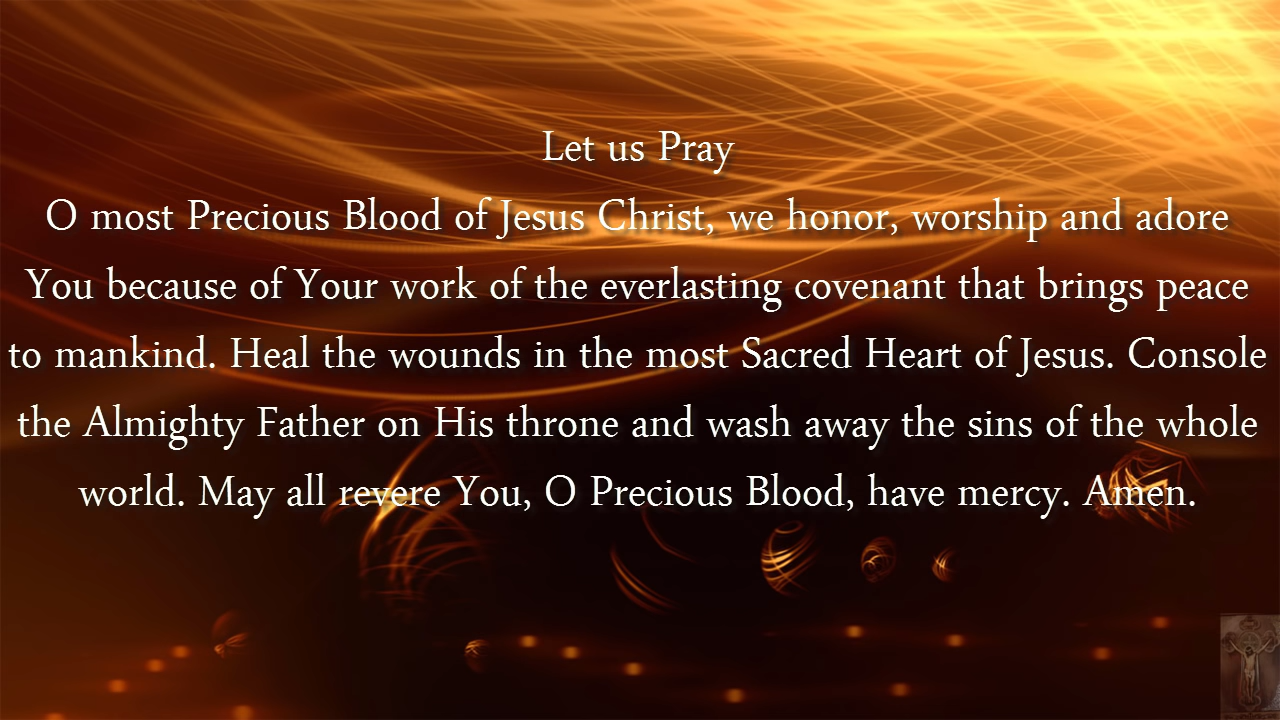 Let us Pray
O most Precious Blood of Jesus Christ, we honor, worship and adore
You because of Your work of the everlasting covenant that brings peace
to mankind. Heal the wounds in the most Sacred Heart of Jesus. Console
the Almighty Father on His throne and wash away the sins of the whole
world. May all revere You, O Precious Blood, have mercy. Amen.